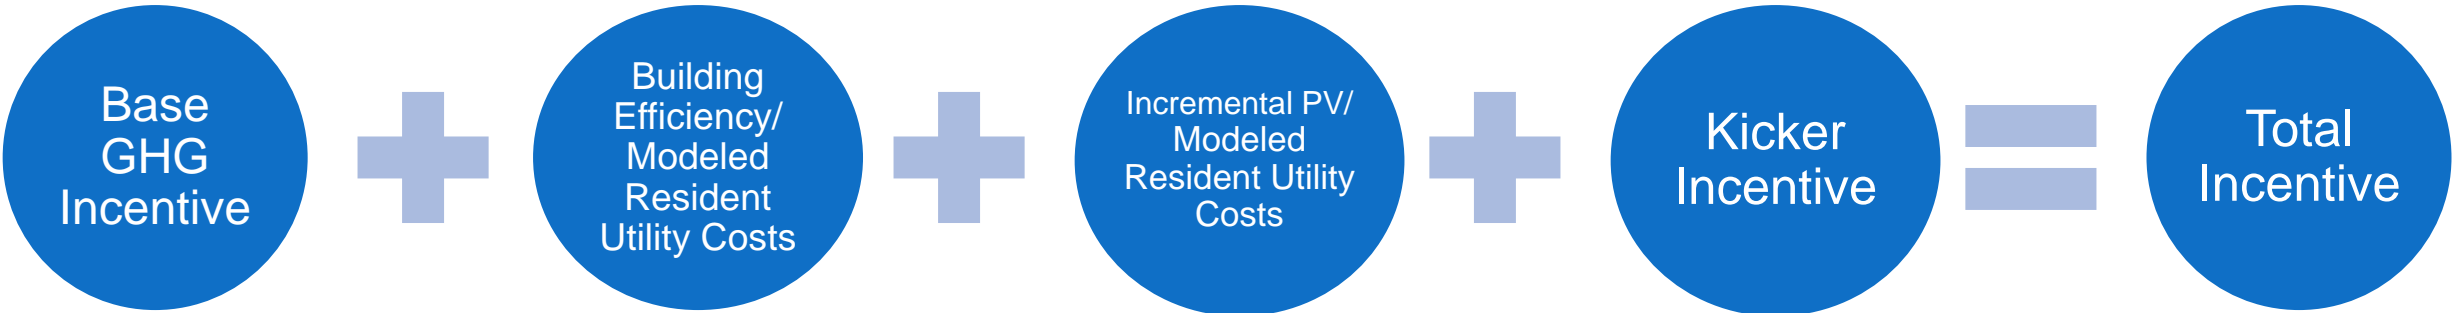 Base
GHG
Incentive
Building
Efficiency/
Modeled
Resident
Utility Costs
Incremental PV/
Modeled
Resident Utility
Costs
Kicker
Incentive
Total
Incentive